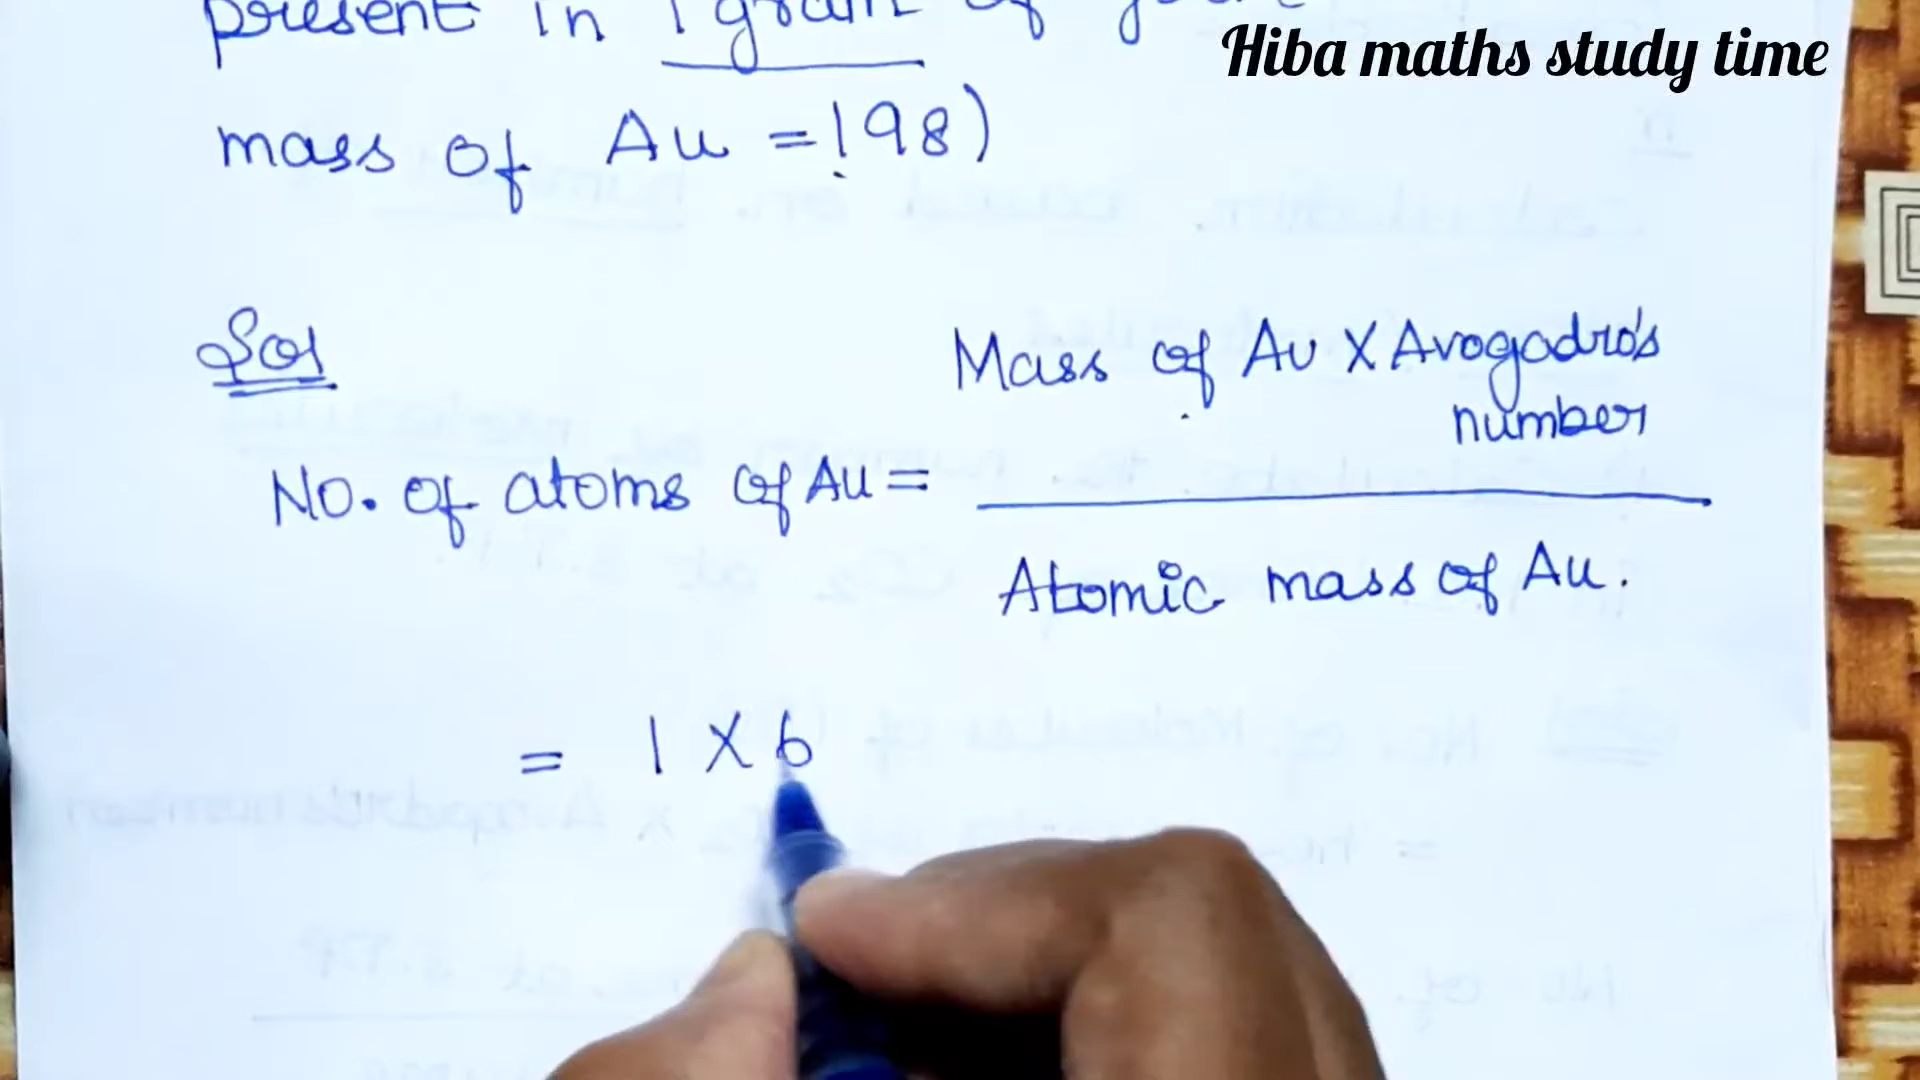 present in 1 gram of
Hiba maths study time
mass of Au = 198)
Sol
Mass of Au X Avogadro's
number
No. of atoms of Au =
Atomic mass of Au.
= 1 X 6